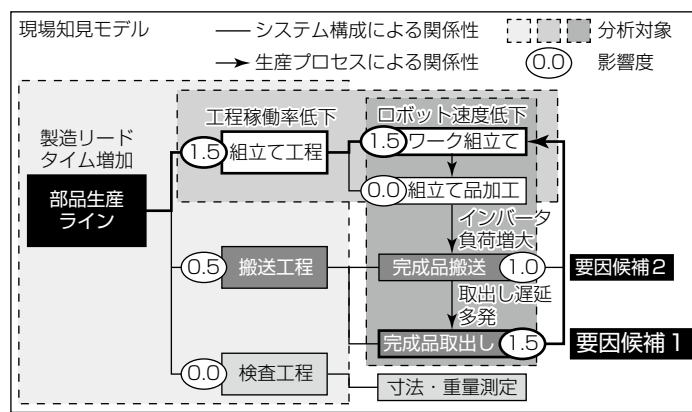 現場知見モデル
システム構成による関係性
分析対象
生産プロセスによる関係性
0.0
影響度
工程稼働率低下
ロボット速度低下
製造リード
タイム増加
1.5
組立て工程
1.5
ワーク組立て
部品生産
ライン
0.0
組立て品加工
インバータ
負荷増大
0.5
搬送工程
完成品搬送
1.0
要因候補2
取出し遅延
多発
完成品取出し
1.5
要因候補1
0.0
検査工程
寸法・重量測定